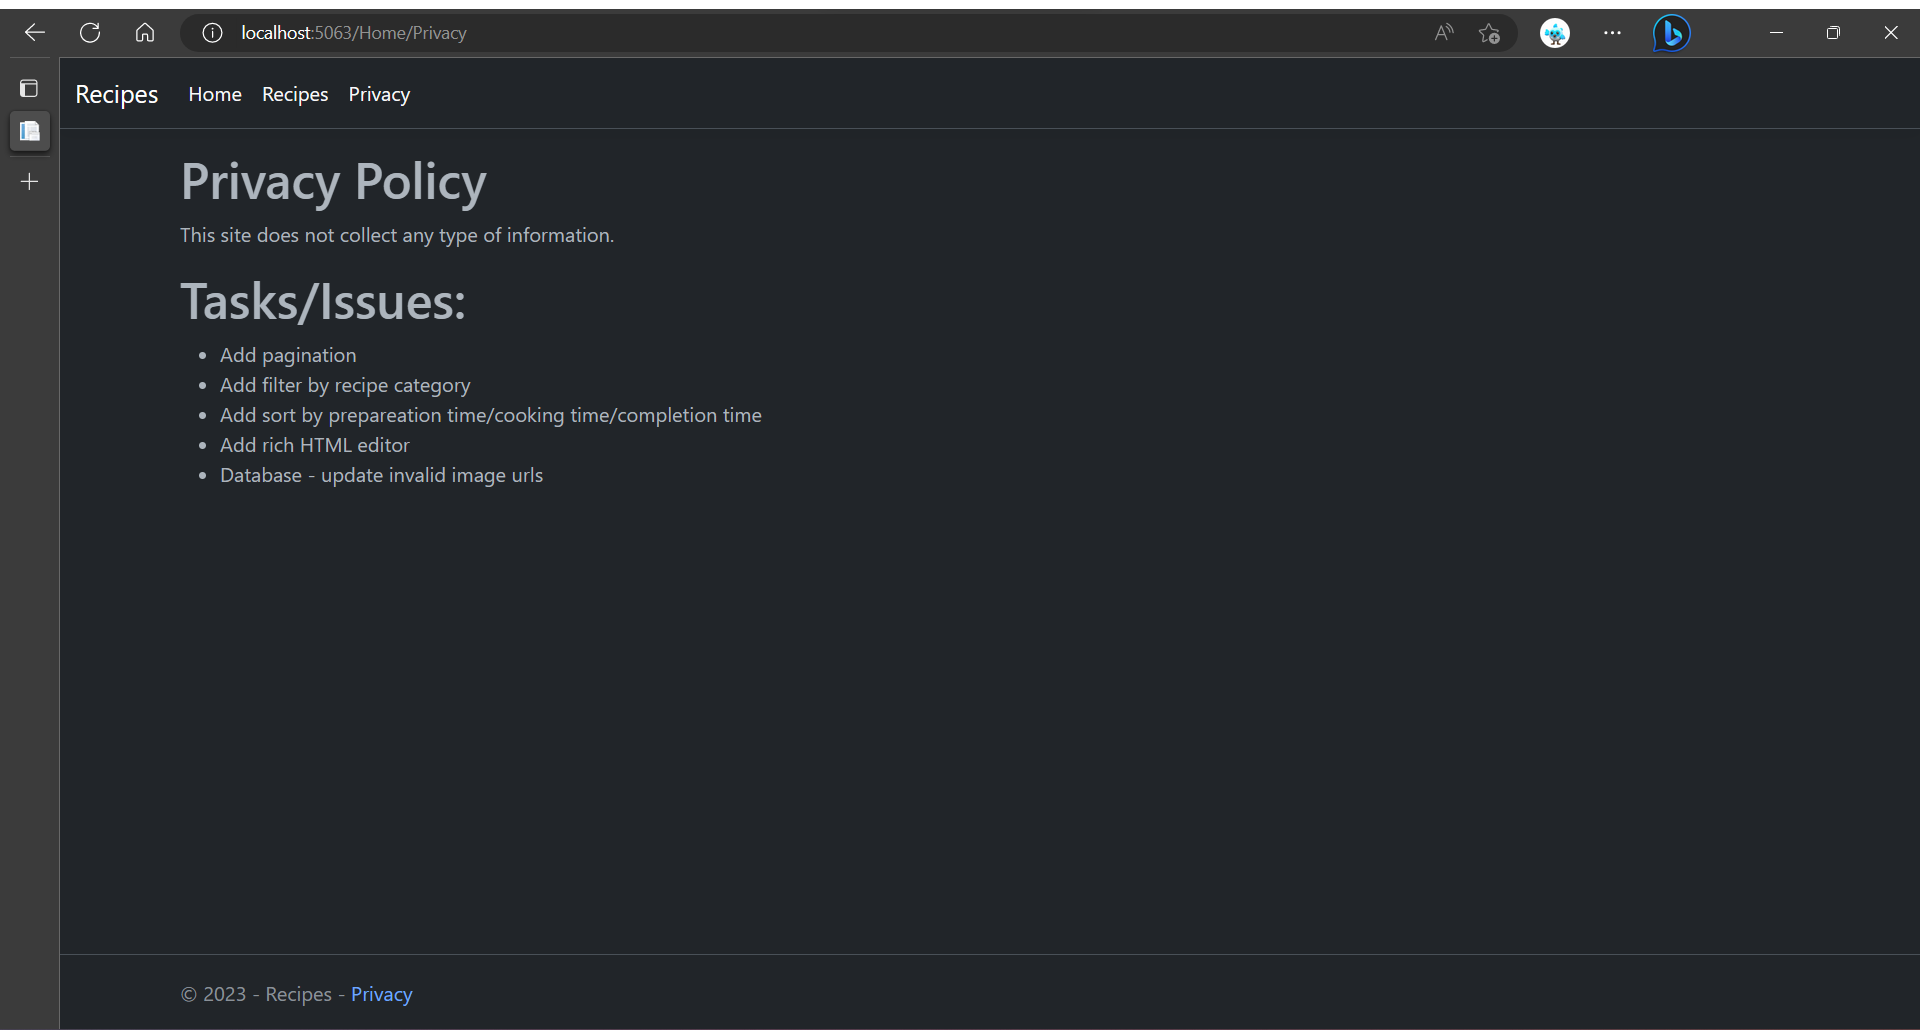 localhost:5063/Home/Privacy
Recipes Home Recipes Privacy
Privacy Policy
This site does not collect any type of information.
Tasks/Issues:
• Add pagination
• Add filter by recipe category
• Add sort by prepareation time/cooking time/completion time
• Add rich HTML editor
• Database - update invalid image urls
© 2023 - Recipes - Privacy